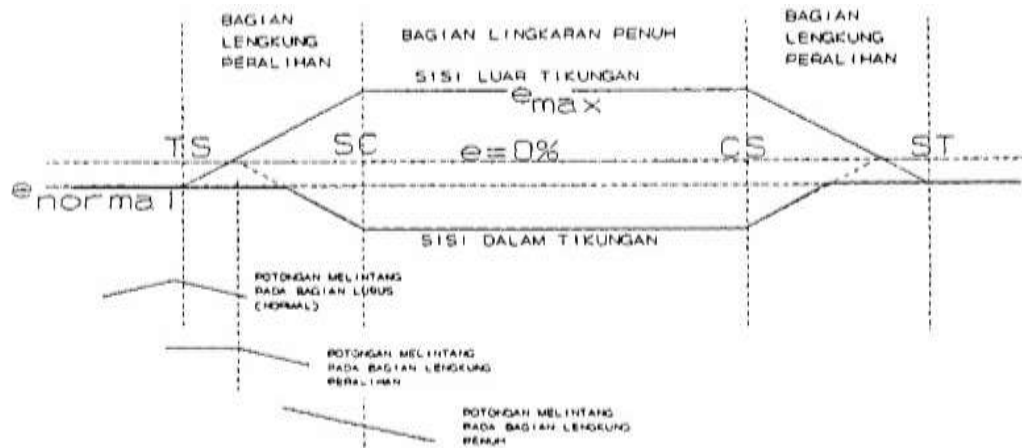 BAGIAN
LENGKUNG
PERALIHAN
BAGIAN LINGKARAN PENUH
BAGIAN
LENGKUNG
PERALIHAN
SISI LUAR TIKUNGAN
e max
TS
SC
e=0%
CS
ST
e normal
SISI DALAM TIKUNGAN
POTONGAN MELINTANG
PADA BAGIAN LURUS
(NORMAL)
POTONGAN MELINTANG
PADA BAGIAN LENGKUNG
PERALIHAN
POTONGAN MELINTANG
PADA BAGIAN LENGKUNG
PENUH